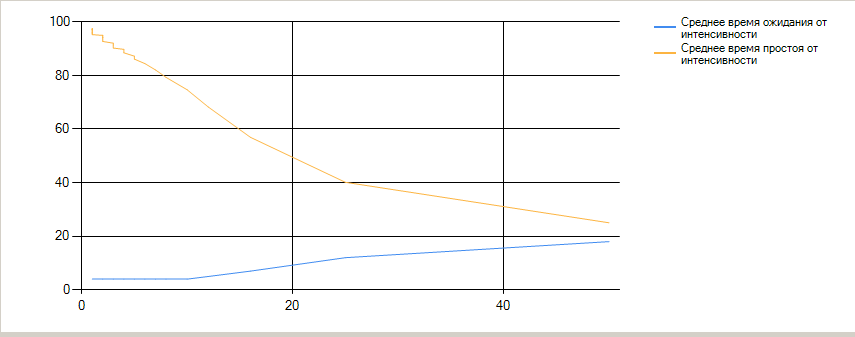 100
80
60
40
20
0
0 20 40
Среднее время ожидания от
интенсивности
Среднее время простоя от
интенсивности